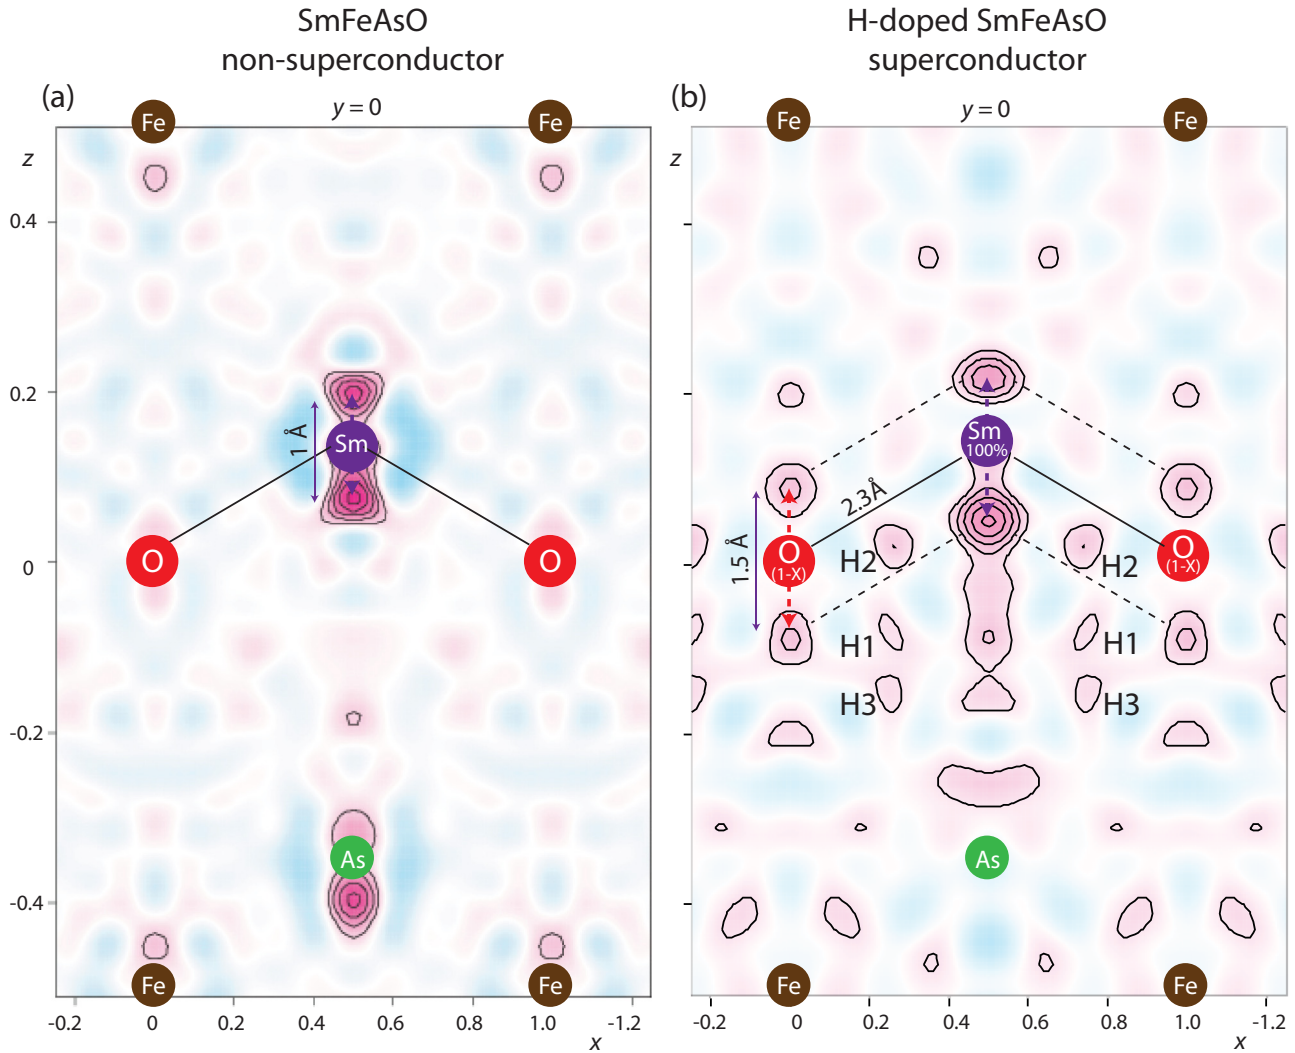 SmFeAsO
non-superconductor
H-doped SmFeAsO
superconductor
(a)
y = 0
(b)
y = 0
Fe
Fe
Fe
Fe
z
z
0.4
0.2
0
-0.2
-0.4
1 Å
Sm
O
O
As
Fe
Fe
-0.2
0
0.2
0.4
0.6
0.8
1.0
-1.2
x
Sm
100%
2.3Å
1.5 Å
O
(1-X)
O
(1-X)
H2
H2
H1
H1
H3
H3
As
Fe
Fe
-0.2
0
0.2
0.4
0.6
0.8
1.0
-1.2
x